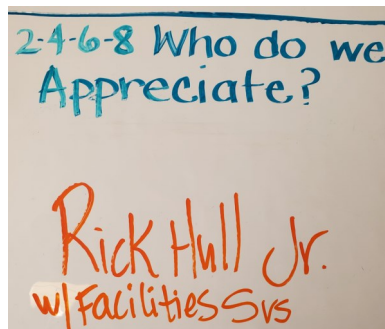 2-4-6-8 Who do we
Appreciate?
Rick Hull Jr.
w/ Facilities Svs